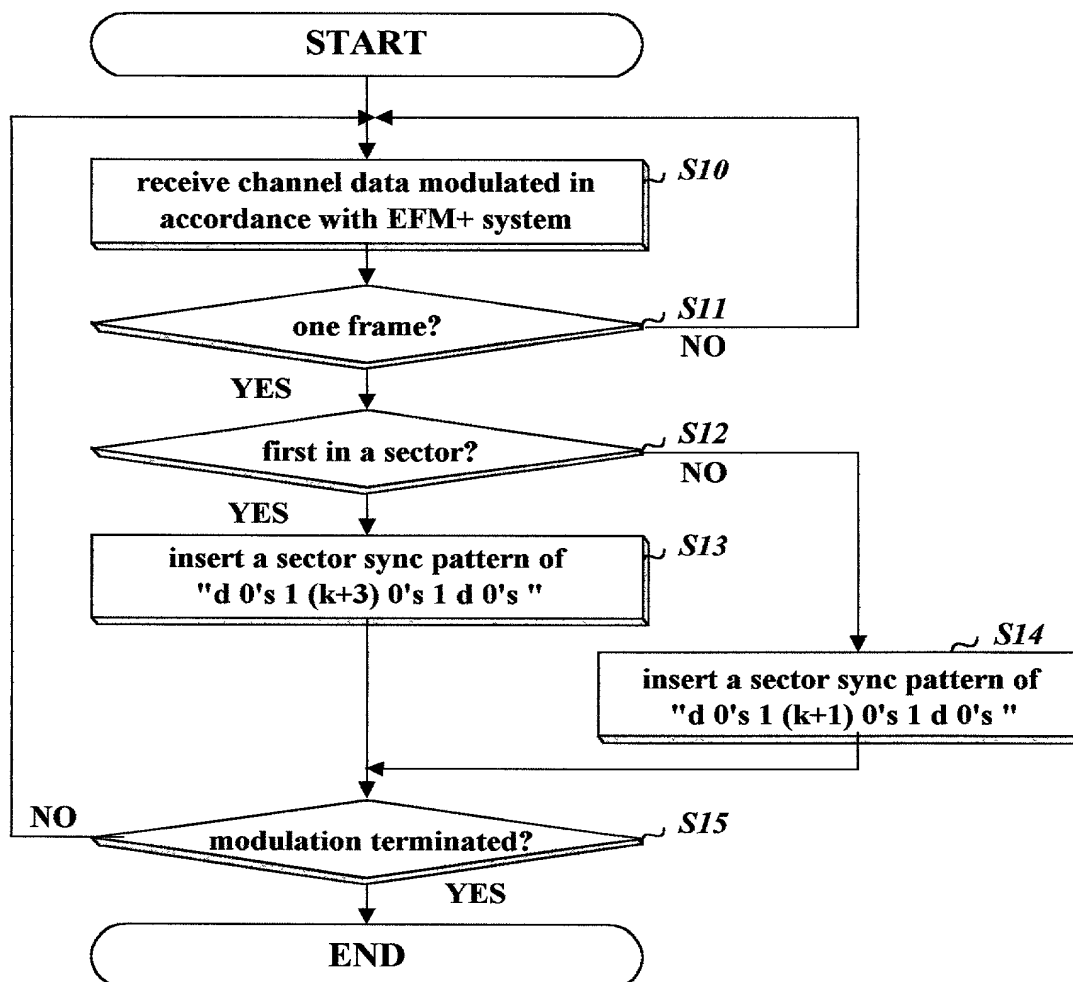 START
receive channel data modulated in
accordance with EFM+ system
S10
one frame?
S11
NO
YES
first in a sector?
S12
NO
YES
insert a sector sync pattern of
"d 0's 1 (k+3) 0's 1 d 0's "
S13
S14
insert a sector sync pattern of
"d 0's 1 (k+1) 0's 1 d 0's "
NO
modulation terminated?
S15
YES
END